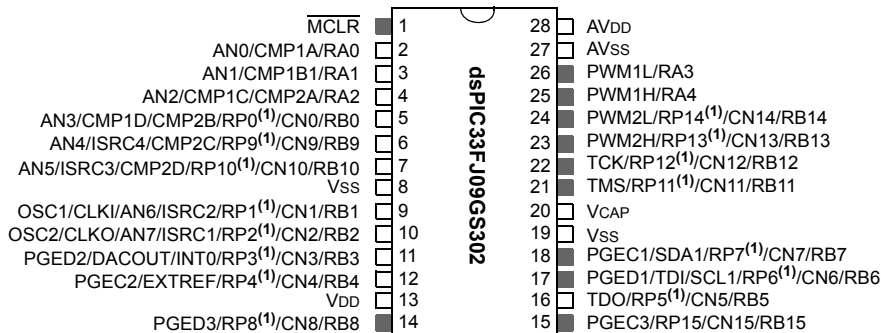 MCLR 1 28 AVDD
AN0/CMP1A/RA0 2 27 AVSS
AN1/CMP1B1/RA1 3 26 PWM1L/RA3
AN2/CMP1C/CMP2A/RA2 4 25 PWM1H/RA4
AN3/CMP1D/CMP2B/RP0(1)/CN0/RB0 5 24 PWM2L/RP14(1)/CN14/RB14
AN4/ISRC4/CMP2C/RP9(1)/CN9/RB9 6 23 PWM2H/RP13(1)/CN13/RB13
AN5/ISRC3/CMP2D/RP10(1)/CN10/RB10 7 22 TCK/RP12(1)/CN12/RB12
VSS 8 21 TMS/RP11(1)/CN11/RB11
OSC1/CLKI/AN6/ISRC2/RP1(1)/CN1/RB1 9 20 VCAP
OSC2/CLKO/AN7/ISRC1/RP2(1)/CN2/RB2 10 19 VSS
PGED2/DACOUT/INT0/RP3(1)/CN3/RB3 11 18 PGEC1/SDA1/RP7(1)/CN7/RB7
PGEC2/EXTREF/RP4(1)/CN4/RB4 12 17 PGED1/TDI/SCL1/RP6(1)/CN6/RB6
VDD 13 16 TDO/RP5(1)/CN5/RB5
PGED3/RP8(1)/CN8/RB8 14 15 PGEC3/RP15/CN15/RB15
dsPIC33FJ09GS302